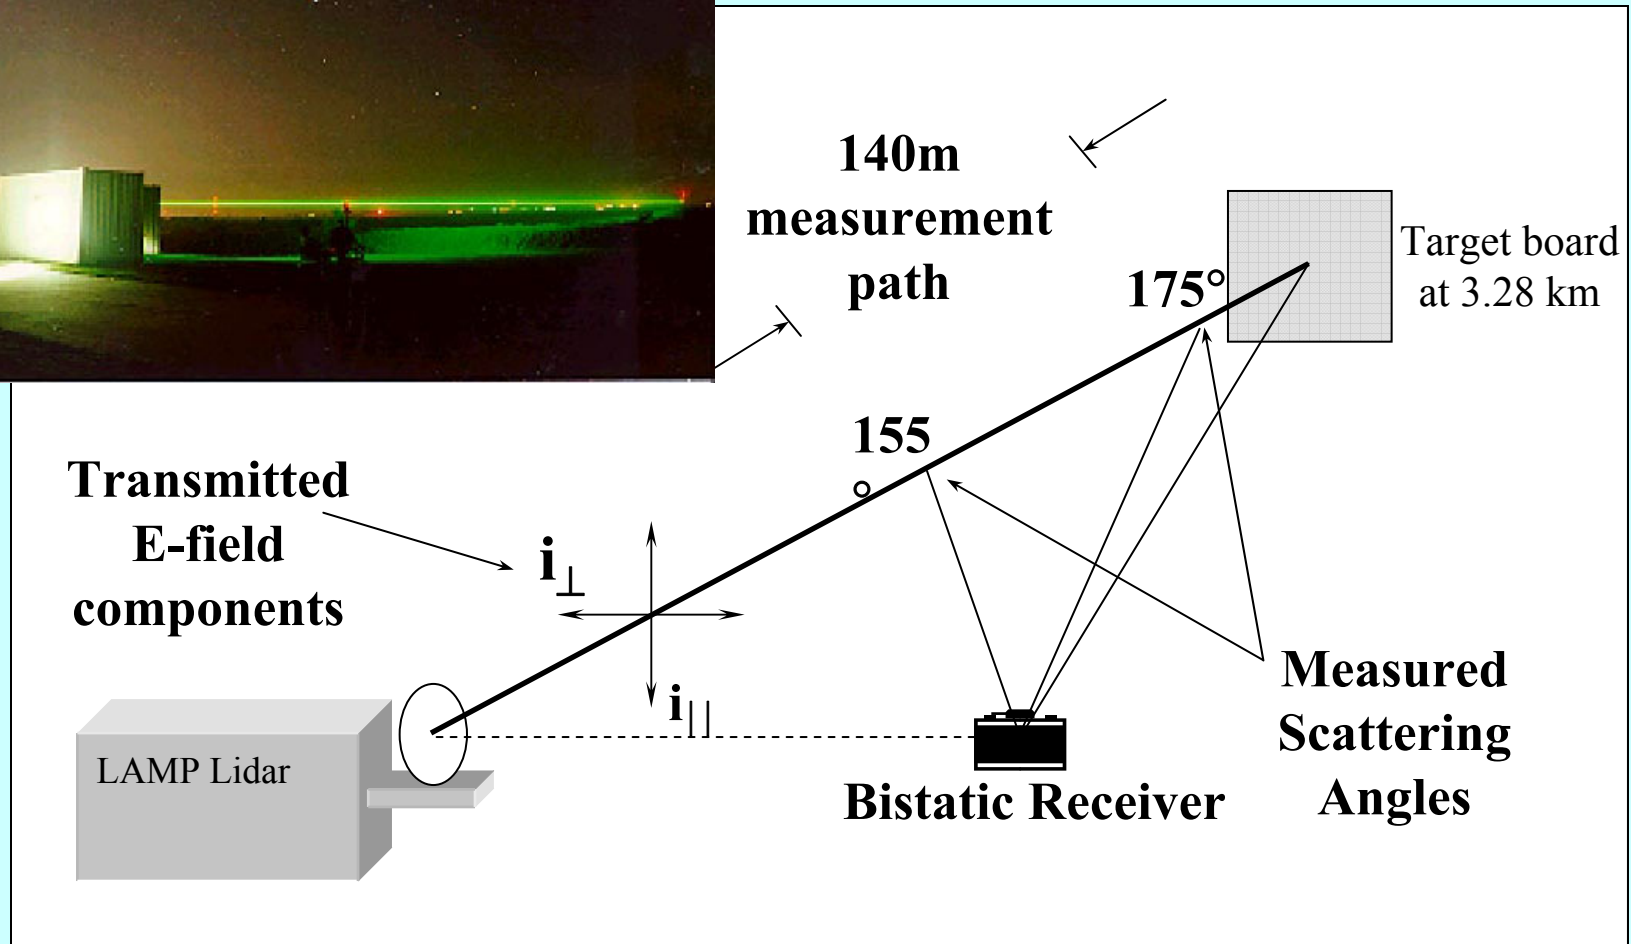 140m
measurement
path
175°
Target board
at 3.28 km
155
°
Transmitted
E-field
components
i⊥
i||
LAMP Lidar
Bistatic Receiver
Measured
Scattering
Angles